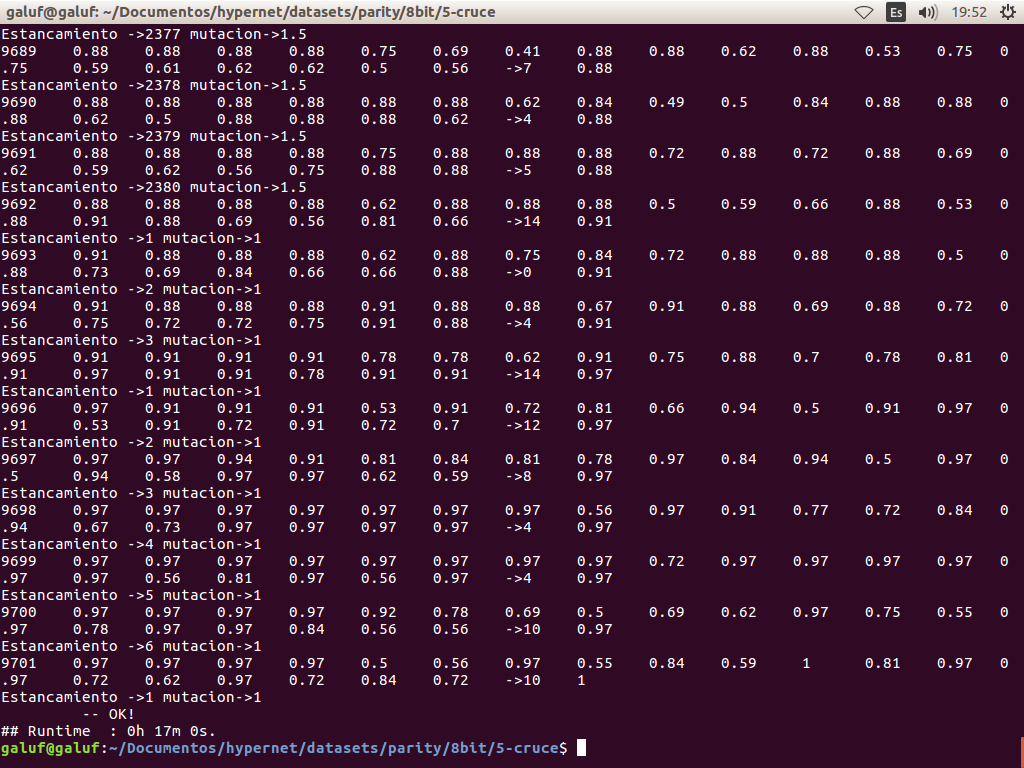 galuf@galuf: ~/Documentos/hypernet/datasets/parity/8bit/5-cruce Es 19:52
Estancamiento ->2377 mutacion->1.5
9689 0.88 0.88 0.88 0.88 0.75 0.69 0.41 0.88 0.88 0.62 0.88 0.53 0.75 0
.75 0.59 0.61 0.62 0.62 0.5 0.56 ->7 0.88
Estancamiento ->2378 mutacion->1.5
9690 0.88 0.88 0.88 0.88 0.88 0.88 0.62 0.84 0.49 0.5 0.84 0.88 0.88 0
.88 0.62 0.5 0.88 0.88 0.88 0.62 ->4 0.88
Estancamiento ->2379 mutacion->1.5
9691 0.88 0.88 0.88 0.88 0.75 0.88 0.88 0.88 0.72 0.88 0.72 0.88 0.69 0
.62 0.59 0.62 0.56 0.75 0.88 0.88 ->5 0.88
Estancamiento ->2380 mutacion->1.5
9692 0.88 0.88 0.88 0.88 0.62 0.88 0.88 0.88 0.5 0.59 0.66 0.88 0.53 0
.88 0.91 0.88 0.69 0.56 0.81 0.66 ->14 0.91
Estancamiento ->1 mutacion->1
9693 0.91 0.88 0.88 0.88 0.62 0.88 0.75 0.84 0.72 0.88 0.88 0.88 0.5 0
.88 0.73 0.69 0.84 0.66 0.66 0.88 ->0 0.91
Estancamiento ->2 mutacion->1
9694 0.91 0.88 0.88 0.88 0.91 0.88 0.88 0.67 0.91 0.88 0.69 0.88 0.72 0
.56 0.75 0.72 0.72 0.75 0.91 0.88 ->4 0.91
Estancamiento ->3 mutacion->1
9695 0.91 0.91 0.91 0.91 0.78 0.78 0.62 0.91 0.75 0.88 0.7 0.78 0.81 0
.91 0.97 0.91 0.91 0.78 0.91 0.91 ->14 0.97
Estancamiento ->1 mutacion->1
9696 0.97 0.91 0.91 0.91 0.53 0.91 0.72 0.81 0.66 0.94 0.5 0.91 0.97 0
.91 0.53 0.91 0.72 0.91 0.72 0.7 ->12 0.97
Estancamiento ->2 mutacion->1
9697 0.97 0.97 0.94 0.91 0.81 0.84 0.81 0.78 0.97 0.84 0.94 0.5 0.97 0
.5 0.94 0.58 0.97 0.97 0.62 0.59 ->8 0.97
Estancamiento ->3 mutacion->1
9698 0.97 0.97 0.97 0.97 0.97 0.97 0.97 0.56 0.97 0.91 0.77 0.72 0.84 0
.94 0.67 0.73 0.97 0.97 0.97 0.97 ->4 0.97
Estancamiento ->4 mutacion->1
9699 0.97 0.97 0.97 0.97 0.97 0.97 0.97 0.97 0.72 0.97 0.97 0.97 0.97 0
.97 0.97 0.56 0.81 0.97 0.56 0.97 ->4 0.97
Estancamiento ->5 mutacion->1
9700 0.97 0.97 0.97 0.97 0.92 0.78 0.69 0.5 0.69 0.62 0.97 0.75 0.55 0
.97 0.78 0.97 0.97 0.84 0.56 0.56 ->10 0.97
Estancamiento ->6 mutacion->1
9701 0.97 0.97 0.97 0.97 0.5 0.56 0.97 0.55 0.84 0.59 1 0.81 0.97 0
.97 0.72 0.62 0.97 0.72 0.84 0.72 ->10 1
Estancamiento ->1 mutacion->1
-- OK!
## Runtime : 0h 17m 0s.
galuf@galuf:~/Documentos/hypernet/datasets/parity/8bit/5-cruce$